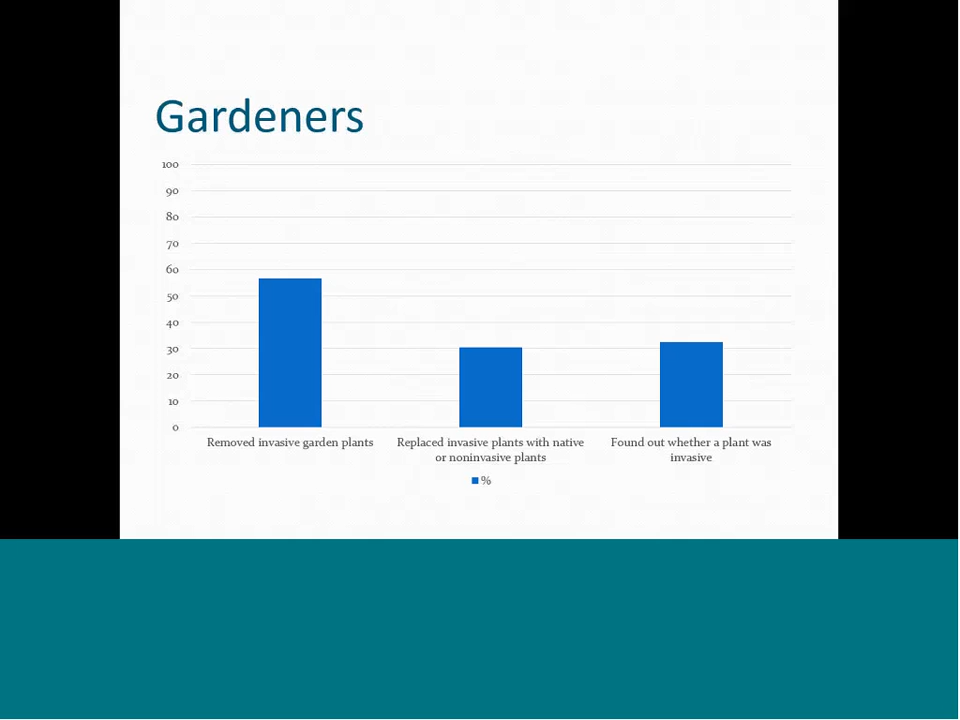 Gardeners
100
90
80
70
60
50
40
30
20
10
0
Removed invasive garden plants
Replaced invasive plants with native
or noninvasive plants
Found out whether a plant was
invasive
%